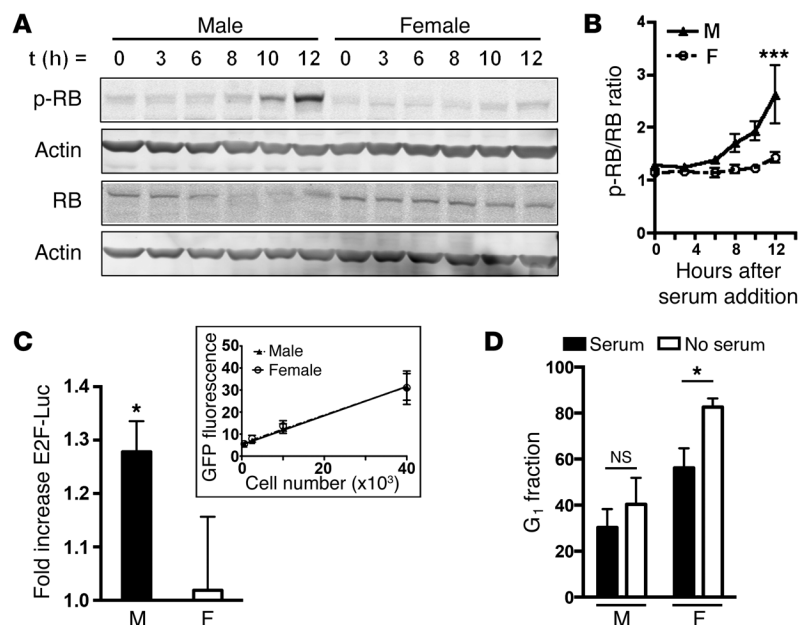 A
Male Female
t (h) = 0 3 6 8 10 12 0 3 6 8 10 12
p-RB
Actin
RB
Actin
B
4
3
2
1
0
M
F
***
p-RB/RB ratio
0 4 8 12
Hours after
serum addition
C
1.4
1.3
1.2
1.1
1.0
Fold increase E2F-Luc
*
M F
50
40
30
20
10
0
GFP fluorescence
Male
Female
0 20 40
Cell number (x10³)
D
Serum No serum
100
80
60
40
20
0
G₁ fraction
NS
*
M F